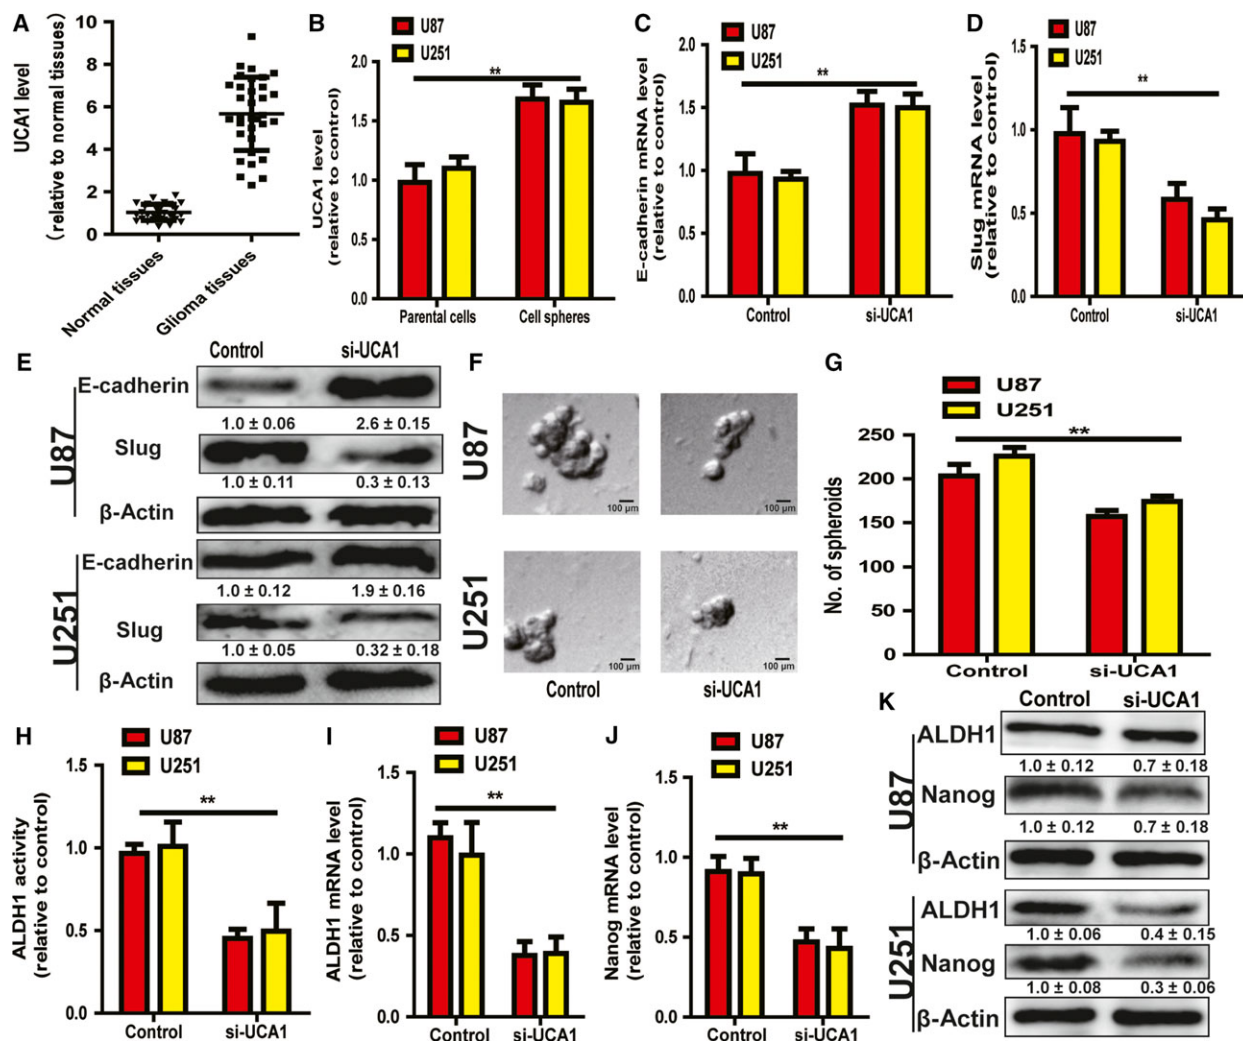 A
UCA1 level
(relative to normal tissues)
10
8
6
4
2
0
Normal tissues
Glioma tissues
B
U87
U251
UCA1 level
(relative to control)
2.0
1.5
1.0
0.5
0.0
**
Parental cells
Cell spheres
C
U87
U251
E-cadherin mRNA level
(relative to control)
2.0
1.5
1.0
0.5
0.0
**
Control
si-UCA1
D
U87
U251
Slug mRNA level
(relative to control)
1.5
1.0
0.5
0.0
**
Control
si-UCA1
E
Control
si-UCA1
U87
E-cadherin
1.0 ± 0.06
2.6 ± 0.15
Slug
1.0 ± 0.11
0.3 ± 0.13
β-Actin
U251
E-cadherin
1.0 ± 0.12
1.9 ± 0.16
Slug
1.0 ± 0.05
0.32 ± 0.18
β-Actin
F
U87
100 μm
100 μm
U251
100 μm
100 μm
Control
si-UCA1
G
U87
U251
No. of spheroids
250
200
150
100
50
0
**
Control
si-UCA1
H
U87
U251
ALDH1 activity
(relative to control)
1.5
1.0
0.5
0.0
**
Control
si-UCA1
I
U87
U251
ALDH1 mRNA level
(relative to control)
1.5
1.0
0.5
0.0
**
Control
si-UCA1
J
U87
U251
Nanog mRNA level
(relative to control)
1.5
1.0
0.5
0.0
**
Control
si-UCA1
K
Control
si-UCA1
U87
ALDH1
1.0 ± 0.12
0.7 ± 0.18
Nanog
1.0 ± 0.12
0.7 ± 0.18
β-Actin
U251
ALDH1
1.0 ± 0.06
0.4 ± 0.15
Nanog
1.0 ± 0.08
0.3 ± 0.06
β-Actin